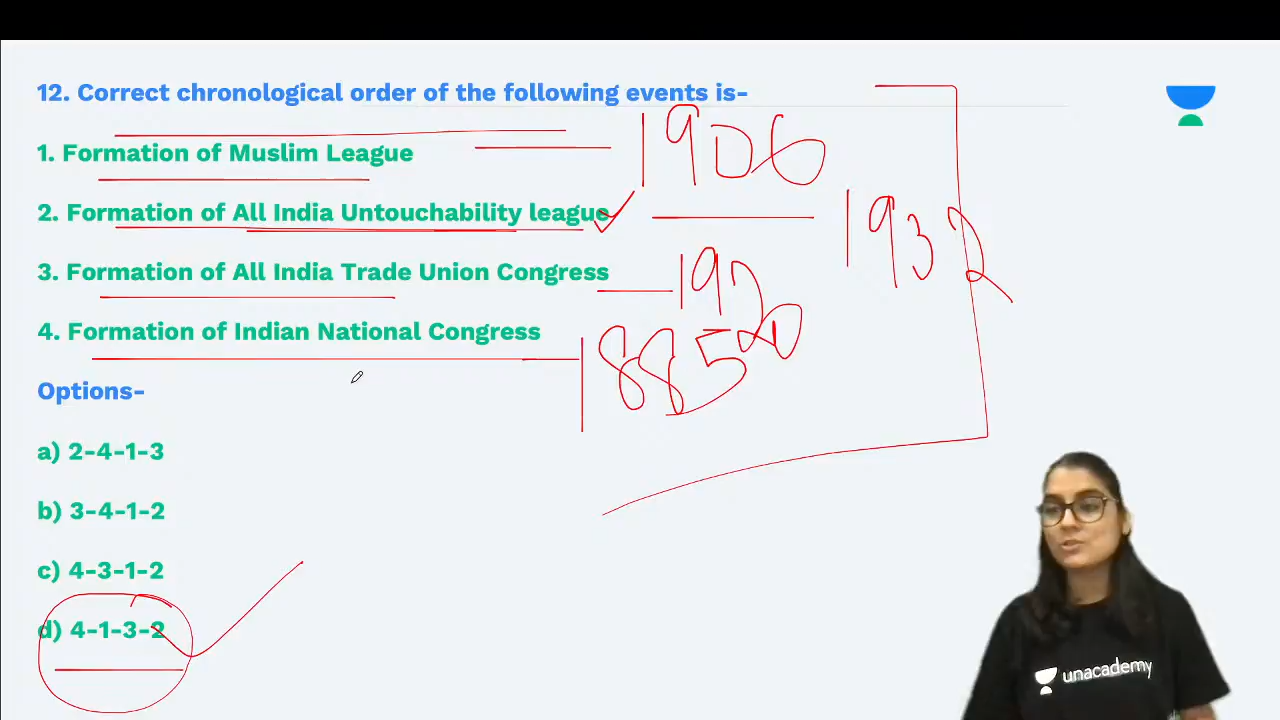 12. Correct chronological order of the following events is-
1. Formation of Muslim League 1906
2. Formation of All India Untouchability league 1932
3. Formation of All India Trade Union Congress 1920
4. Formation of Indian National Congress 1885
Options-
a) 2-4-1-3
b) 3-4-1-2
c) 4-3-1-2
d) 4-1-3-2
unacademy